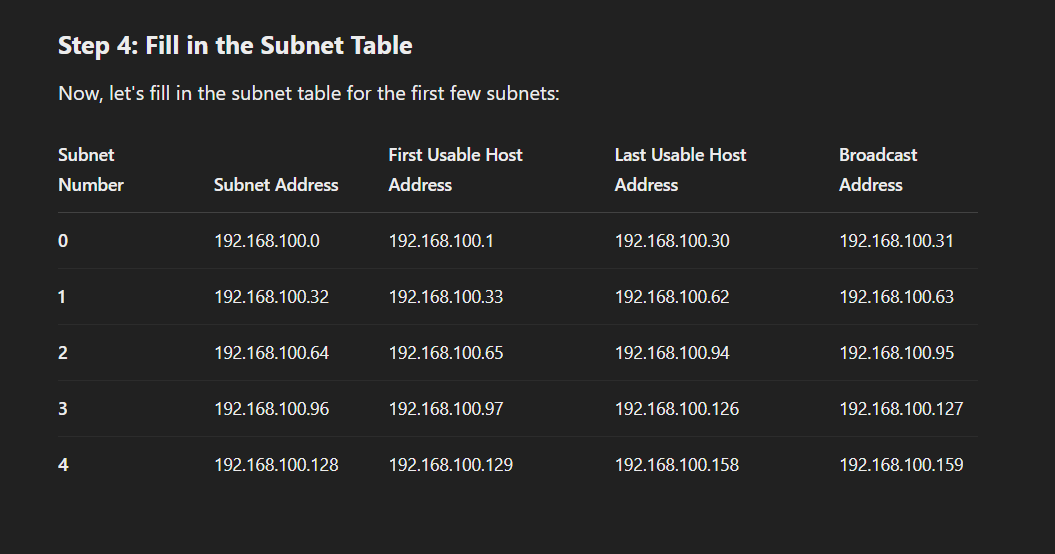 Step 4: Fill in the Subnet Table
Now, let's fill in the subnet table for the first few subnets:
Subnet Number Subnet Address First Usable Host Address Last Usable Host Address Broadcast Address
0 192.168.100.0 192.168.100.1 192.168.100.30 192.168.100.31
1 192.168.100.32 192.168.100.33 192.168.100.62 192.168.100.63
2 192.168.100.64 192.168.100.65 192.168.100.94 192.168.100.95
3 192.168.100.96 192.168.100.97 192.168.100.126 192.168.100.127
4 192.168.100.128 192.168.100.129 192.168.100.158 192.168.100.159